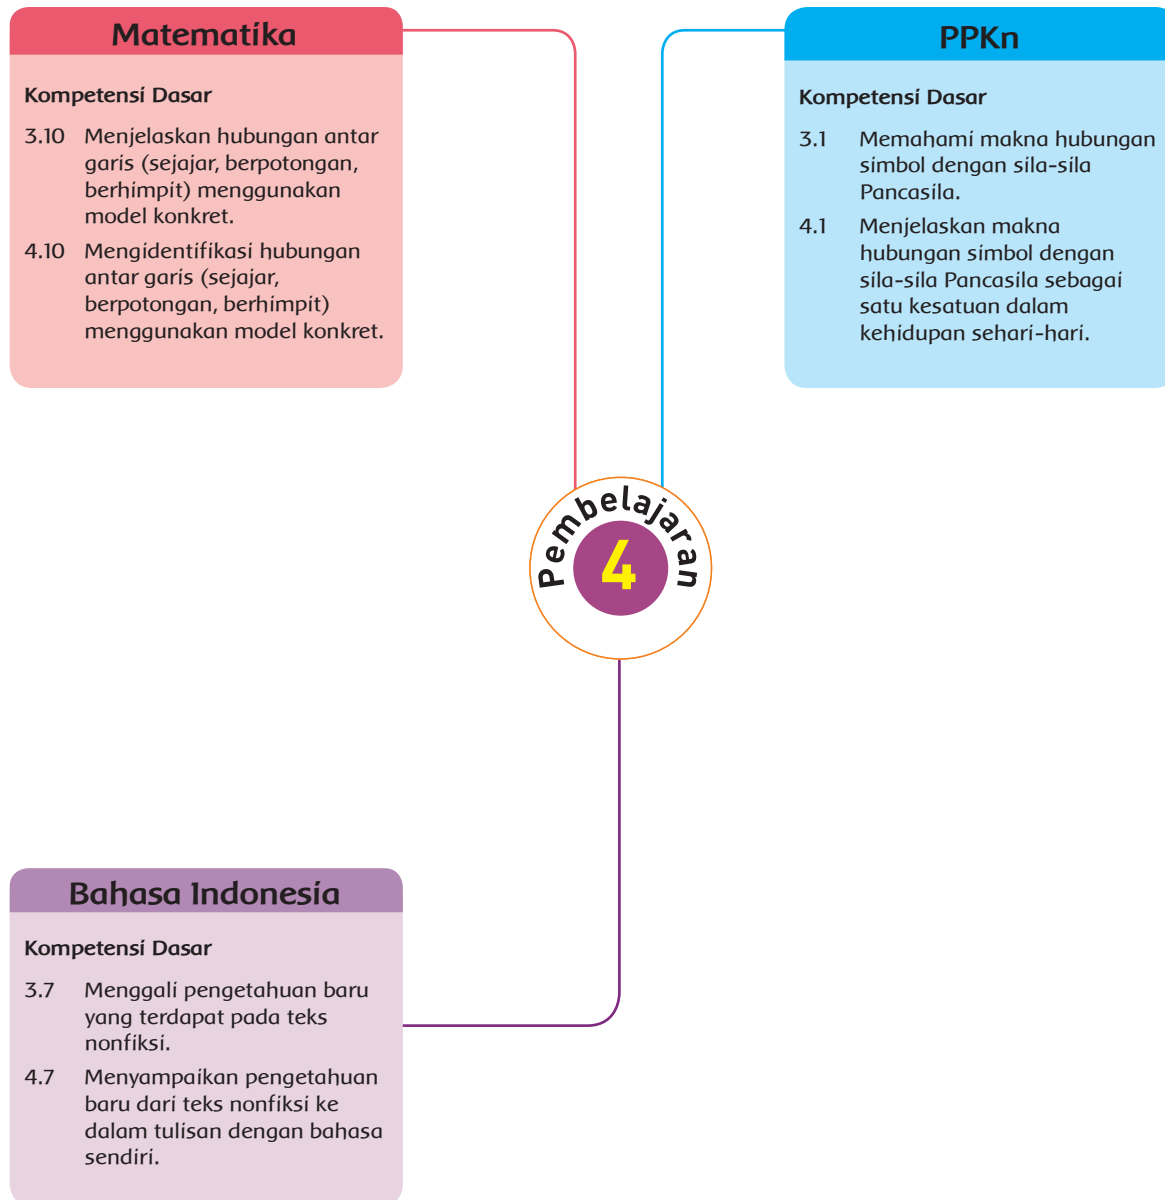 Matematika
Kompetensi Dasar
3.10 Menjelaskan hubungan antar
garis (sejajar, berpotongan,
berhimpit) menggunakan
model konkret.
4.10 Mengidentifikasi hubungan
antar garis (sejajar,
berpotongan, berhimpit)
menggunakan model konkret.
PPKn
Kompetensi Dasar
3.1 Memahami makna hubungan
simbol dengan sila-sila
Pancasila.
4.1 Menjelaskan makna
hubungan simbol dengan
sila-sila Pancasila sebagai
satu kesatuan dalam
kehidupan sehari-hari.
Pembelajaran
4
Bahasa Indonesia
Kompetensi Dasar
3.7 Menggali pengetahuan baru
yang terdapat pada teks
nonfiksi.
4.7 Menyampaikan pengetahuan
baru dari teks nonfiksi ke
dalam tulisan dengan bahasa
sendiri.